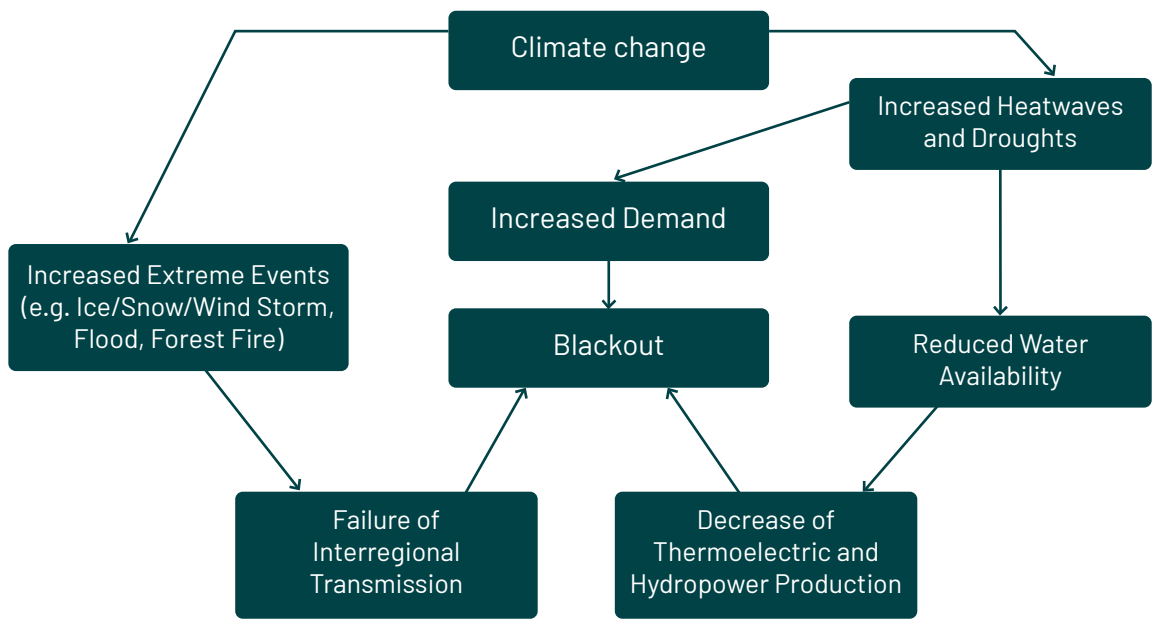 Climate change
Increased Heatwaves
and Droughts
Increased Demand
Increased Extreme Events
(e.g. Ice/Snow/Wind Storm,
Flood, Forest Fire)
Blackout
Reduced Water
Availability
Failure of
Interregional
Transmission
Decrease of
Thermoelectric and
Hydropower Production